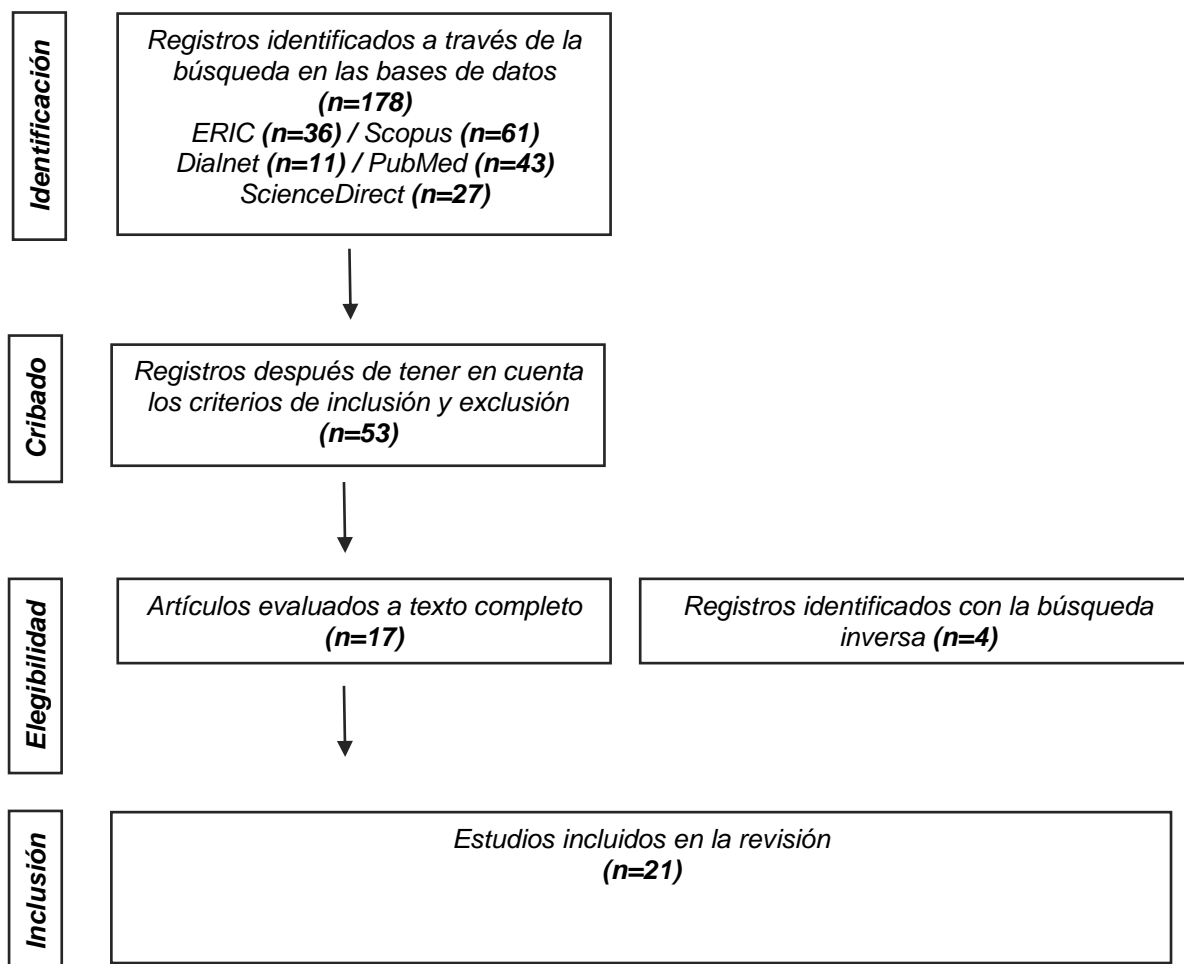 Identificación
Registros identificados a través de la
búsqueda en las bases de datos
(n=178)
ERIC (n=36) / Scopus (n=61)
Dialnet (n=11) / PubMed (n=43)
ScienceDirect (n=27)
Cribado
Registros después de tener en cuenta
los criterios de inclusión y exclusión
(n=53)
Elegibilidad
Artículos evaluados a texto completo
(n=17)
Registros identificados con la búsqueda
inversa (n=4)
Inclusión
Estudios incluidos en la revisión
(n=21)